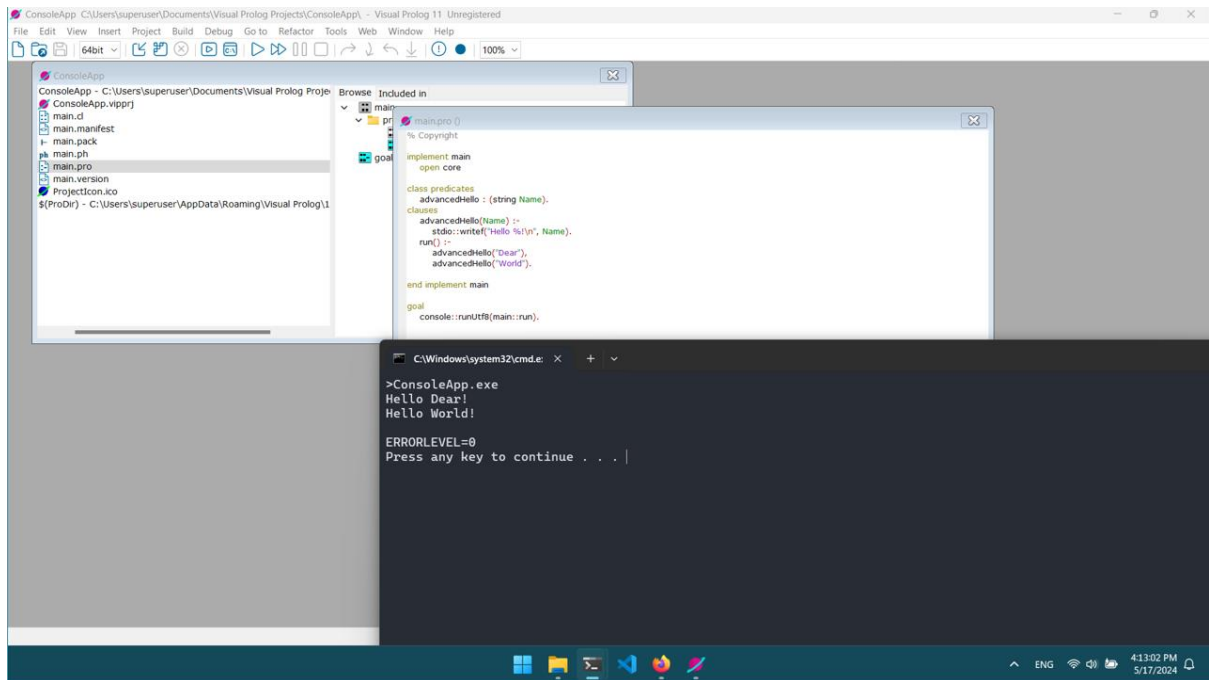 ConsoleApp C:\Users\superuser\Documents\Visual Prolog Projects\ConsoleApp\ - Visual Prolog 11 Unregistered
File Edit View Insert Project Build Debug Go to Refactor Tools Web Window Help
64bit
100%
ConsoleApp
ConsoleApp - C:\Users\superuser\Documents\Visual Prolog Proje
ConsoleApp.vipprj
main.cl
main.manifest
main.pack
main.ph
main.pro
main.version
ProjectIcon.ico
$(ProDir) - C:\Users\superuser\AppData\Roaming\Visual Prolog\1
Browse Included in
main
pr
goal
main.pro ()
% Copyright
implement main
open core
class predicates
advancedHello : (string Name).
clauses
advancedHello(Name) :-
stdio::writef("Hello %!\n", Name).
run() :-
advancedHello("Dear"),
advancedHello("World").
end implement main
goal
console::runUtf8(main::run).
C:\Windows\system32\cmd.e:
>ConsoleApp.exe
Hello Dear!
Hello World!
ERRORLEVEL=0
Press any key to continue . . .
ENG
4:13:02 PM
5/17/2024